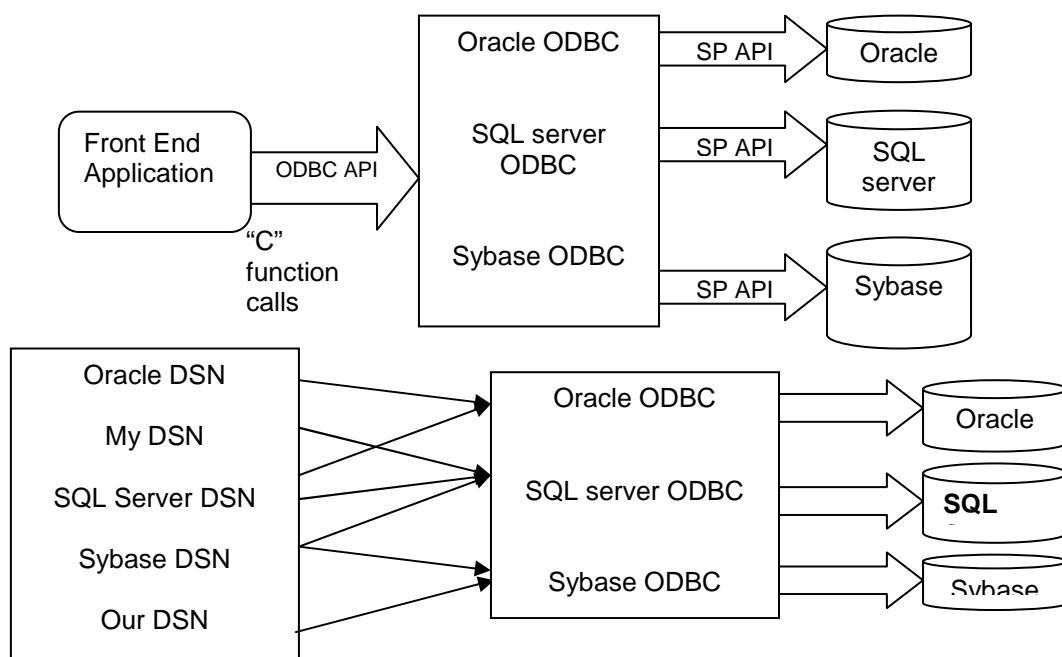 Oracle ODBC
SP API
Oracle
Front End
Application
ODBC API
“C”
function
calls
SQL server
ODBC
SP API
SQL
server
Sybase ODBC
SP API
Sybase
Oracle DSN
My DSN
SQL Server DSN
Sybase DSN
Our DSN
Oracle ODBC
SQL server ODBC
Sybase ODBC
Oracle
SQL
Sybase